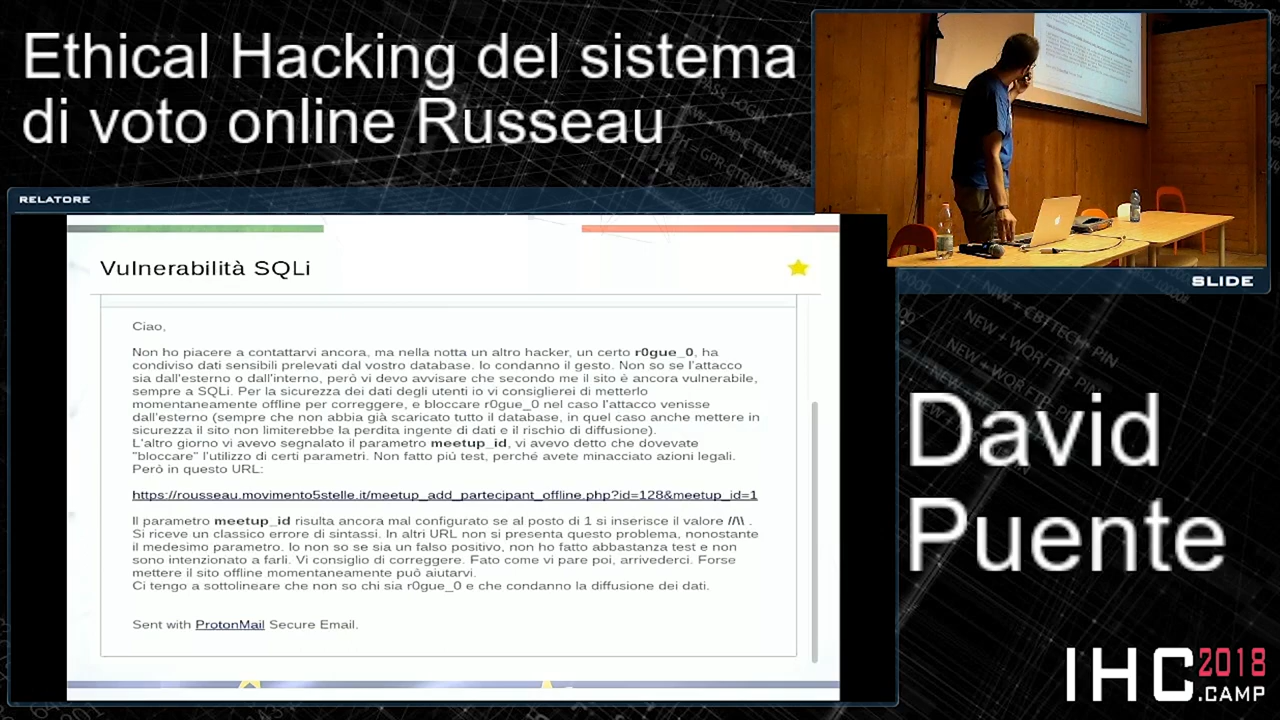 Ethical Hacking del sistema
di voto online Russeau
RELATORE
Vulnerabilità SQLi
Ciao,
Non ho piacere a contattarvi ancora, ma nella notta un altro hacker, un certo r0gue_0, ha
condiviso dati sensibili prelevati dal vostro database. Io condanno il gesto. Non so se l'attacco
sia dall'esterno o dall'interno, però vi devo avvisare che secondo me il sito è ancora vulnerabile,
sempre a SQLi. Per la sicurezza dei dati degli utenti io vi consiglierei di metterlo
momentaneamente offline per correggere, e bloccare r0gue_0 nel caso l'attacco venisse
dall'esterno (sempre che non abbia già scaricato tutto il database, in quel caso anche mettere in
sicurezza il sito non limiterebbe la perdita ingente di dati e il rischio di diffusione).
L'altro giorno vi avevo segnalato il parametro meetup_id, vi avevo detto che dovevate
"bloccare" l'utilizzo di certi parametri. Non fatto più test, perché avete minacciato azioni legali.
Però in questo URL:
https://rousseau.movimento5stelle.it/meetup_add_partecipant_offline.php?id=128&meetup_id=1
Il parametro meetup_id risulta ancora mal configurato se al posto di 1 si inserisce il valore //\\ .
Si riceve un classico errore di sintassi. In altri URL non si presenta questo problema, nonostante
il medesimo parametro. Io non so se sia un falso positivo, non ho fatto abbastanza test e non
sono intenzionato a farli. Vi consiglio di correggere. Fato come vi pare poi, arrivederci. Forse
mettere il sito offline momentaneamente può aiutarvi.
Ci tengo a sottolineare che non so chi sia r0gue_0 e che condanno la diffusione dei dati.
Sent with ProtonMail Secure Email.
SLIDE
David
Puente
IHC 2018
.CAMP